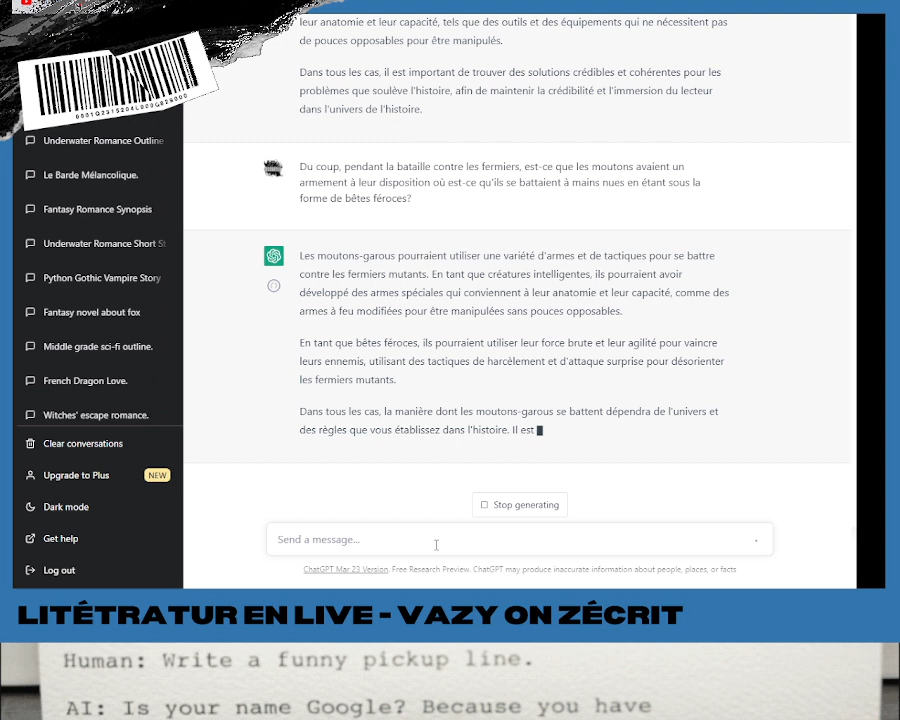 leur anatomie et leur capacité, tels que des outils et des équipements qui ne nécessitent pas
de pouces opposables pour être manipulés.
Dans tous les cas, il est important de trouver des solutions crédibles et cohérentes pour les
problèmes que soulève l'histoire, afin de maintenir la crédibilité et l'immersion du lecteur
dans l'univers de l'histoire.
Underwater Romance Outline
Le Barde Mélancolique.
Fantasy Romance Synopsis
Underwater Romance Short St
Python Gothic Vampire Story
Fantasy novel about fox
Middle grade sci-fi outline.
French Dragon Love.
Witches' escape romance.
Clear conversations
Upgrade to Plus NEW
Dark mode
Get help
Log out
Du coup, pendant la bataille contre les fermiers, est-ce que les moutons avaient un
armement à leur disposition où est-ce qu'ils se battaient à mains nues en étant sous la
forme de bêtes féroces?
Les moutons-garous pourraient utiliser une variété d'armes et de tactiques pour se battre
contre les fermiers mutants. En tant que créatures intelligentes, ils pourraient avoir
développé des armes spéciales qui conviennent à leur anatomie et leur capacité, comme des
armes à feu modifiées pour être manipulées sans pouces opposables.
En tant que bêtes féroces, ils pourraient utiliser leur force brute et leur agilité pour vaincre
leurs ennemis, utilisant des tactiques de harcèlement et d'attaque surprise pour désorienter
les fermiers mutants.
Dans tous les cas, la manière dont les moutons-garous se battent dépendra de l'univers et
des règles que vous établissez dans l'histoire. Il est
Stop generating
Send a message...
ChatGPT Mar 23 Version. Free Research Preview. ChatGPT may produce inaccurate information about people, places, or facts
LITÉTRATUR EN LIVE - VAZY ON ZÉCRIT
Human: Write a funny pickup line.
AI: Is your name Google? Because you have